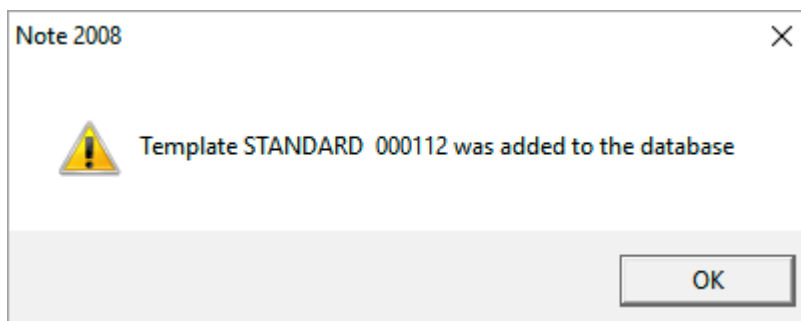 Note 2008
Template STANDARD  000112 was added to the database
OK